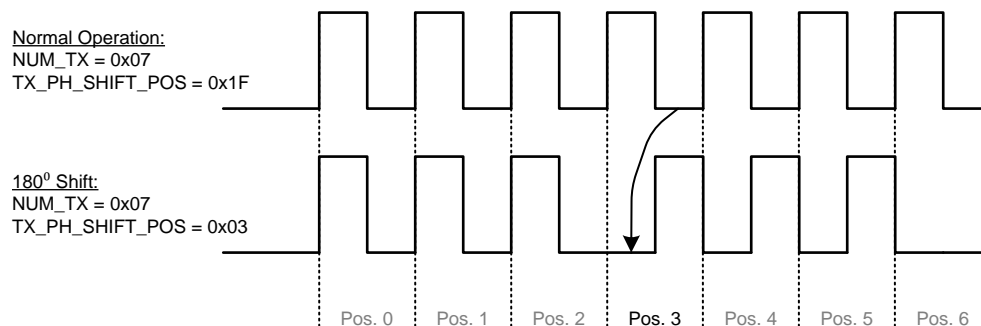 Normal Operation:
NUM_TX = 0x07
TX_PH_SHIFT_POS = 0x1F
180⁰ Shift:
NUM_TX = 0x07
TX_PH_SHIFT_POS = 0x03
Pos. 0 Pos. 1 Pos. 2 Pos. 3 Pos. 4 Pos. 5 Pos. 6